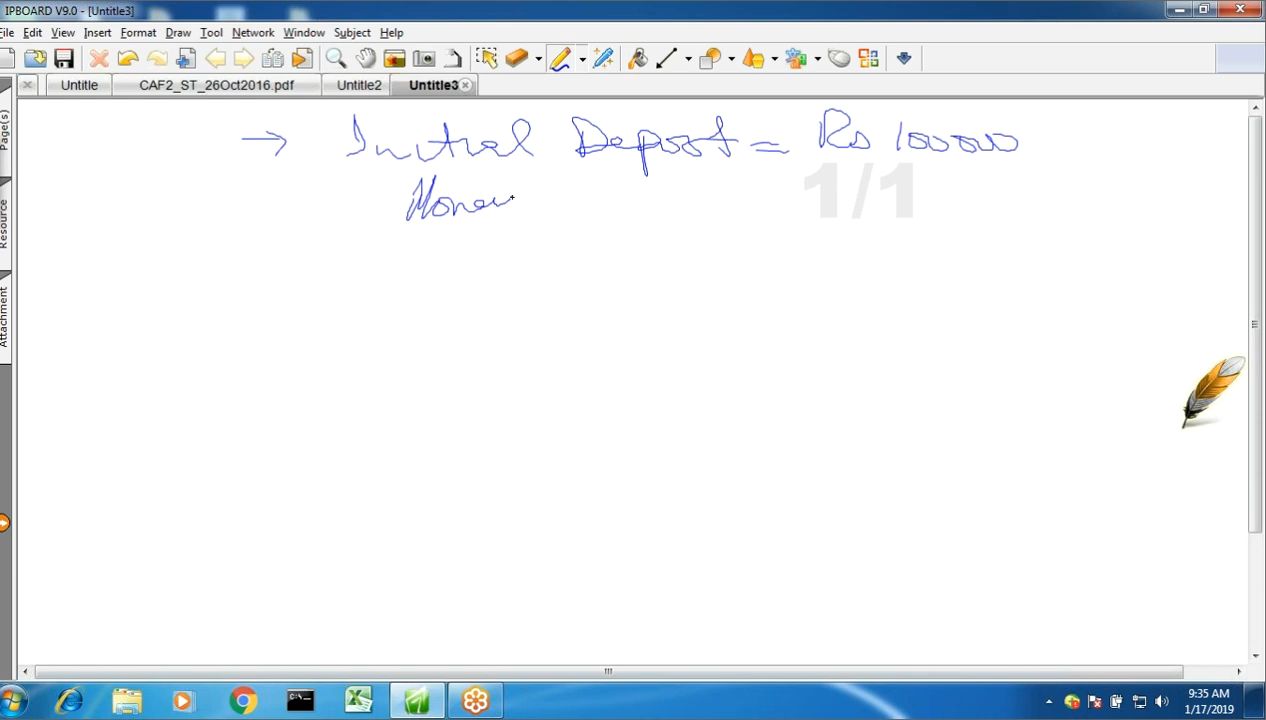 IPBOARD V9.0 - [Untitle3]
File Edit View Insert Format Draw Tool Network Window Subject Help
Untitle CAF2_ST_26Oct2016.pdf Untitle2 Untitle3
Page(s)
Resource
Attachment
→ Initial Deposit = Rs 100000
Mone
1/1
9:35 AM
1/17/2019